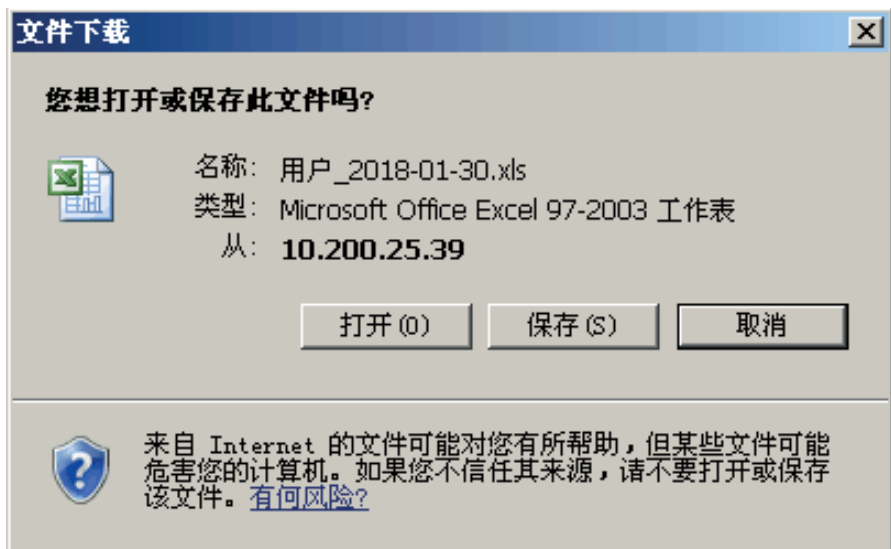 文件下载
您想打开或保存此文件吗?
名称: 用户_2018-01-30.xls
类型: Microsoft Office Excel 97-2003 工作表
从: 10.200.25.39
打开(O) 保存(S) 取消
来自 Internet 的文件可能对您有所帮助，但某些文件可能
危害您的计算机。如果您不信任其来源，请不要打开或保存
该文件。有何风险?